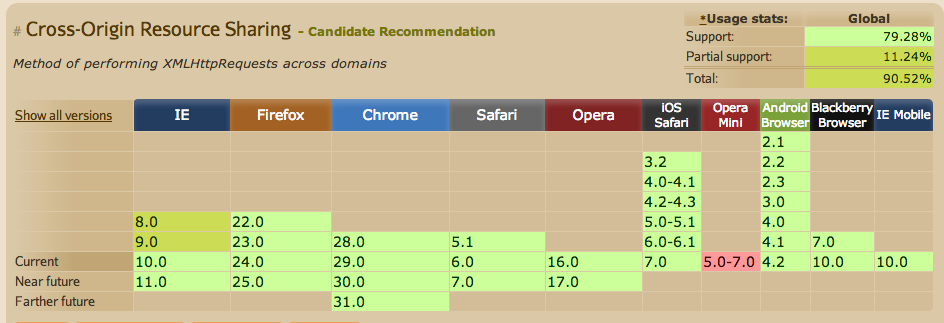 # Cross-Origin Resource Sharing - Candidate Recommendation
*Usage stats: Global
Support: 79.28%
Partial support: 11.24%
Total: 90.52%
Method of performing XMLHttpRequests across domains
Show all versions IE Firefox Chrome Safari Opera iOS Safari Opera Mini Android Browser Blackberry Browser IE Mobile
2.1
3.2 2.2
4.0-4.1 2.3
4.2-4.3 3.0
8.0 22.0 5.0-5.1 4.0
9.0 23.0 28.0 5.1 6.0-6.1 4.1 7.0
Current 10.0 24.0 29.0 6.0 16.0 7.0 5.0-7.0 4.2 10.0 10.0
Near future 11.0 25.0 30.0 7.0 17.0
Farther future 31.0